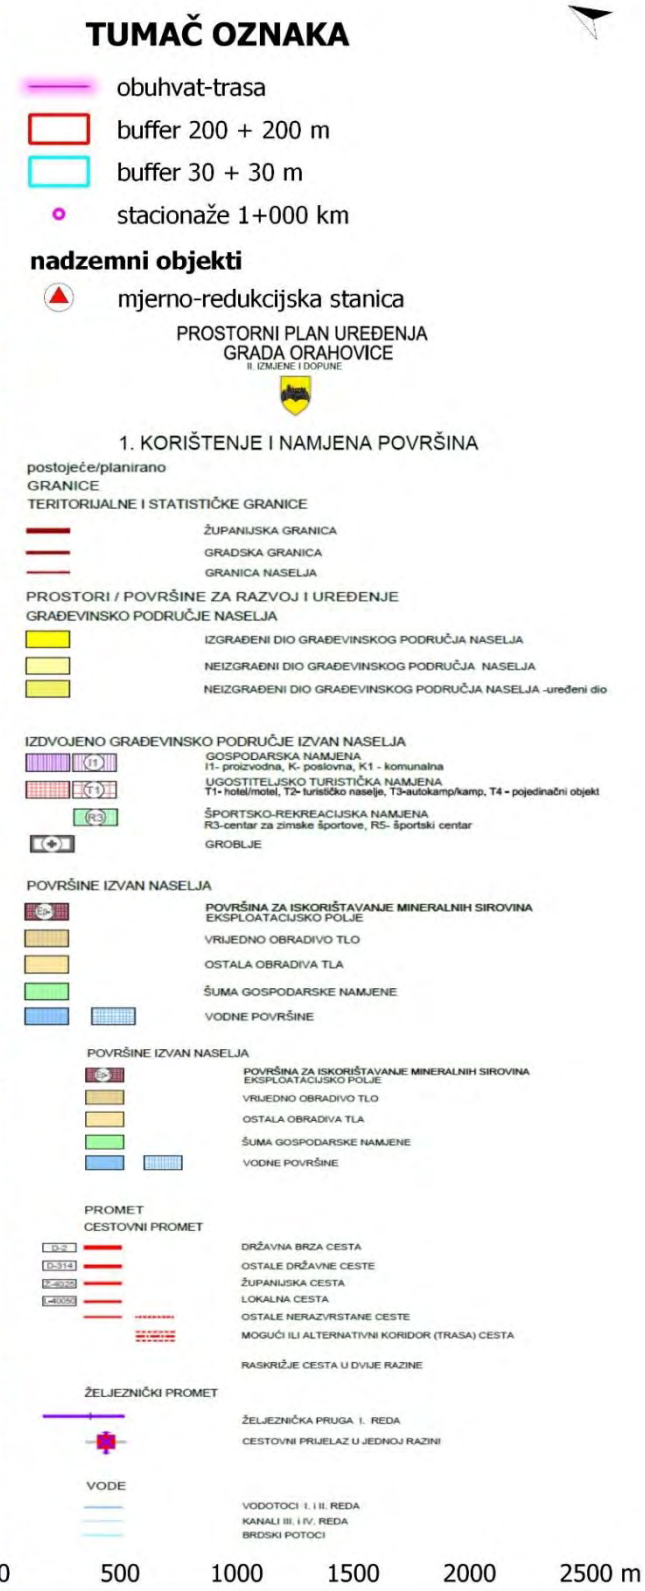 TUMAČ OZNAKA
obuhvat-trasa
buffer 200 + 200 m
buffer 30 + 30 m
stacionaže 1+000 km
nadzemni objekti
mjerno-redukcijska stanica
PROSTORNI PLAN UREĐENJA
GRADA ORAHOVICE
II. IZMJENE I DOPUNE
1. KORIŠTENJE I NAMJENA POVRŠINA
postojeće/planirano
GRANICE
TERITORIJALNE I STATISTIČKE GRANICE
ŽUPANIJSKA GRANICA
GRADSKA GRANICA
GRANICA NASELJA
PROSTORI / POVRŠINE ZA RAZVOJ I UREĐENJE
GRAĐEVINSKO PODRUČJE NASELJA
IZGRAĐENI DIO GRAĐEVINSKOG PODRUČJA NASELJA
NEIZGRAĐNI DIO GRAĐEVINSKOG PODRUČJA NASELJA
NEIZGRAĐENI DIO GRAĐEVINSKOG PODRUČJA NASELJA -uređeni dio
IZDVOJENO GRAĐEVINSKO PODRUČJE IZVAN NASELJA
I1 GOSPODARSKA NAMJENA
I1- proizvodna, K- poslovna, K1 - komunalna
T1 UGOSTITELJSKO TURISTIČKA NAMJENA
T1- hotel/motel, T2- turističko naselje, T3-autokamp/kamp, T4 - pojedinačni objekt
R3 ŠPORTSKO-REKREACIJSKA NAMJENA
R3-centar za zimske športove, R5- športski centar
GROBLJE
POVRŠINE IZVAN NASELJA
POVRŠINA ZA ISKORIŠTAVANJE MINERALNIH SIROVINA
EKSPLOATACIJSKO POLJE
VRIJEDNO OBRADIVO TLO
OSTALA OBRADIVA TLA
ŠUMA GOSPODARSKE NAMJENE
VODNE POVRŠINE
POVRŠINE IZVAN NASELJA
POVRŠINA ZA ISKORIŠTAVANJE MINERALNIH SIROVINA
EKSPLOATACIJSKO POLJE
VRIJEDNO OBRADIVO TLO
OSTALA OBRADIVA TLA
ŠUMA GOSPODARSKE NAMJENE
VODNE POVRŠINE
PROMET
CESTOVNI PROMET
D-2 DRŽAVNA BRZA CESTA
D-314 OSTALE DRŽAVNE CESTE
ŽUPANIJSKA CESTA
LOKALNA CESTA
OSTALE NERAZVRSTANE CESTE
MOGUĆI ILI ALTERNATIVNI KORIDOR (TRASA) CESTA
RASKRIŽJE CESTA U DVIJE RAZINE
ŽELJEZNIČKI PROMET
ŽELJEZNIČKA PRUGA I. REDA
CESTOVNI PRIJELAZ U JEDNOJ RAZINI
VODE
VODOTOCI I. i II. REDA
KANALI III. i IV. REDA
BRDSKI POTOCI
0 500 1000 1500 2000 2500 m